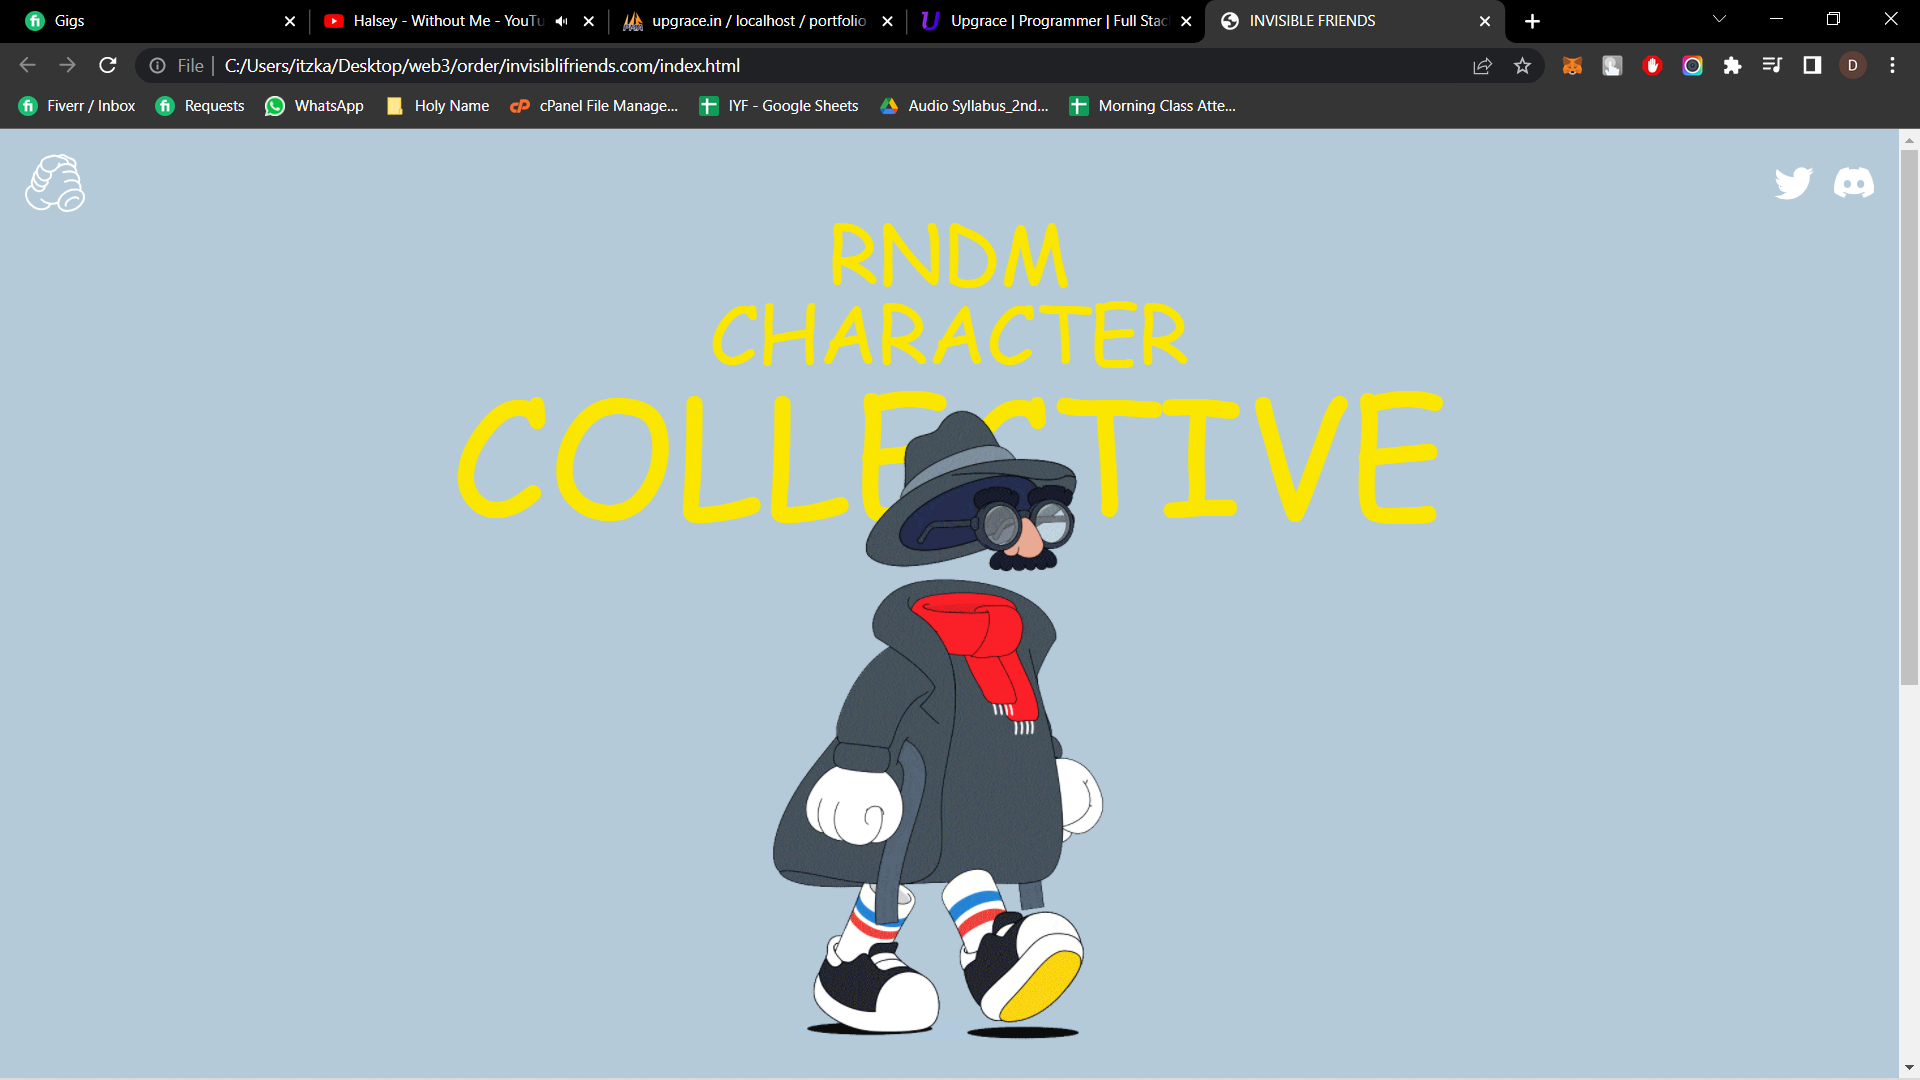 Gigs
Halsey - Without Me - YouTu
upgrace.in / localhost / portfolio
Upgrace | Programmer | Full Stac
INVISIBLE FRIENDS
File
C:/Users/itzka/Desktop/web3/order/invisiblifriends.com/index.html
D
Fiverr / Inbox
Requests
WhatsApp
Holy Name
cPanel File Manage...
IYF - Google Sheets
Audio Syllabus_2nd...
Morning Class Atte...
RNDM
CHARACTER
COLLECTIVE